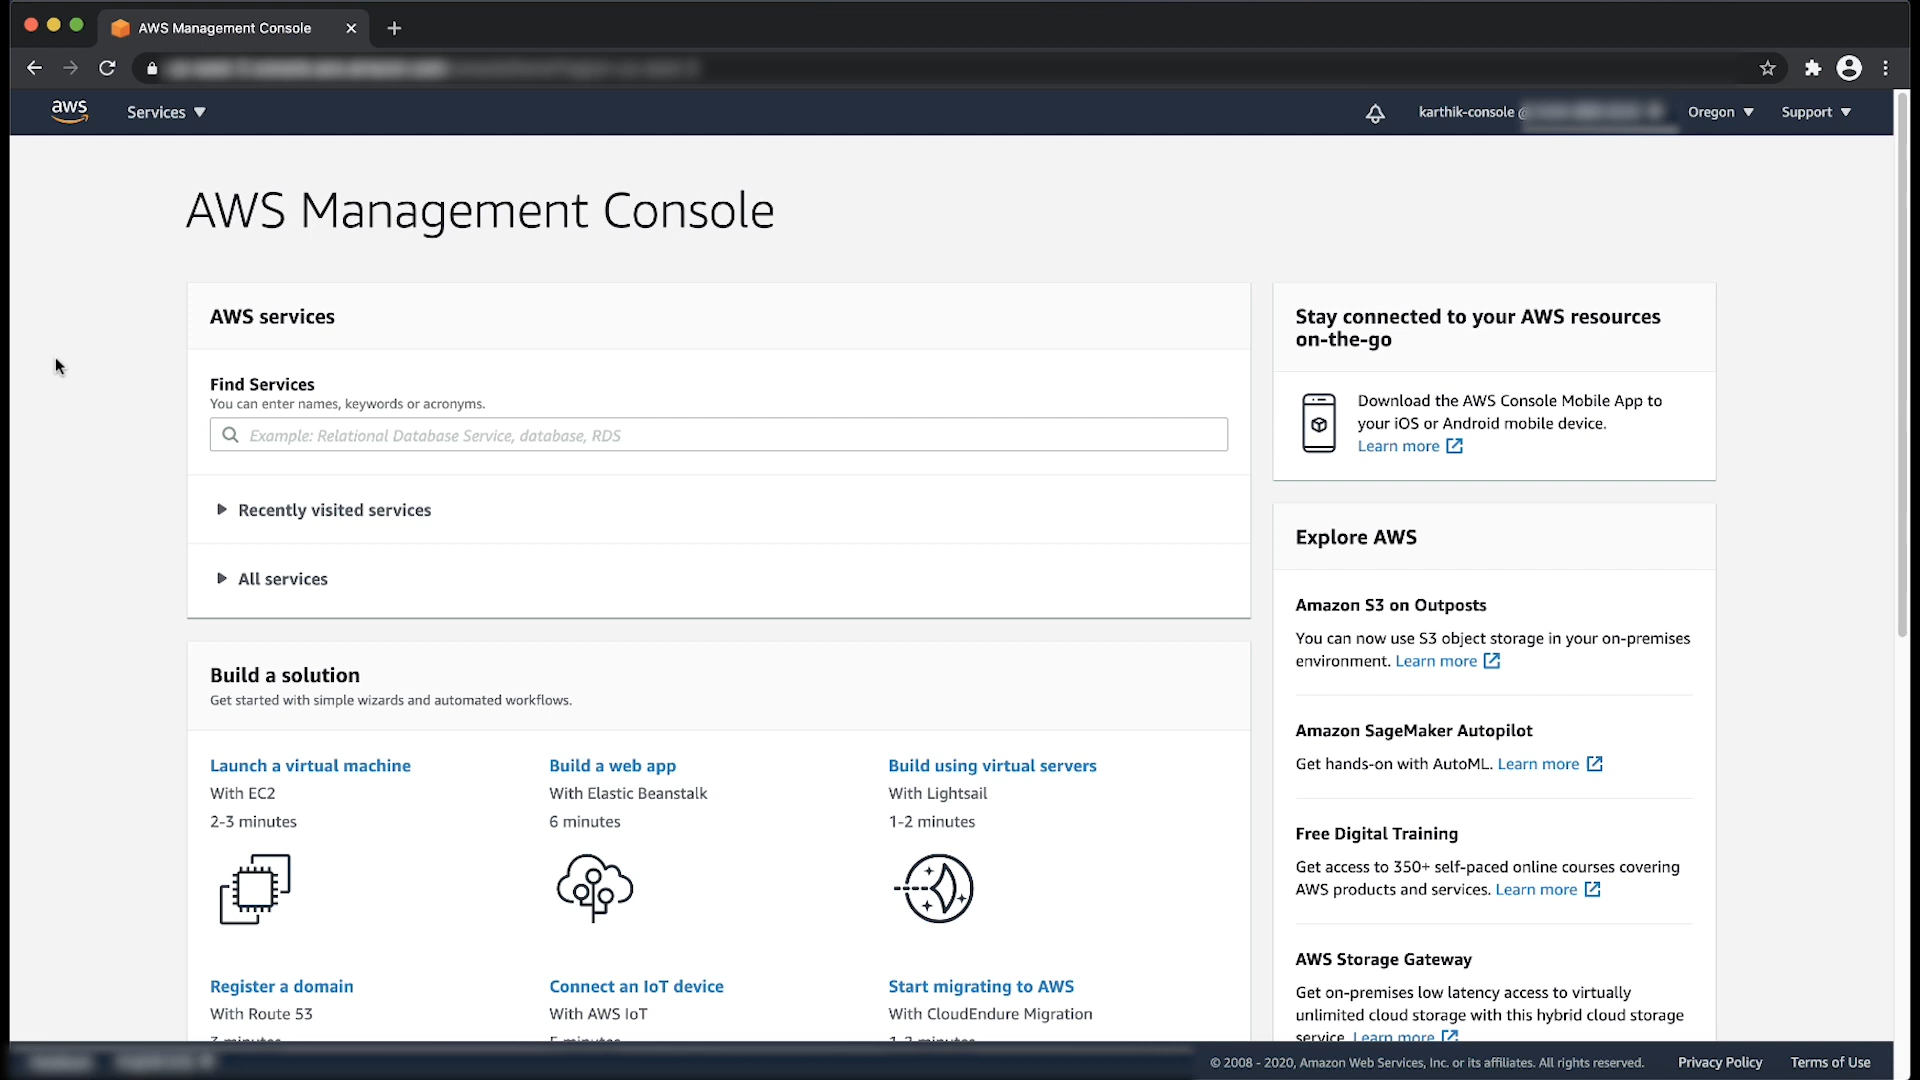 AWS Management Console
aws
Services
karthik-console @
Oregon
Support
AWS Management Console
AWS services
Find Services
You can enter names, keywords or acronyms.
Example: Relational Database Service, database, RDS
Recently visited services
All services
Build a solution
Get started with simple wizards and automated workflows.
Launch a virtual machine
With EC2
2-3 minutes
Build a web app
With Elastic Beanstalk
6 minutes
Build using virtual servers
With Lightsail
1-2 minutes
Register a domain
With Route 53
3 minutes
Connect an IoT device
With AWS IoT
5 minutes
Start migrating to AWS
With CloudEndure Migration
1-2 minutes
Stay connected to your AWS resources
on-the-go
Download the AWS Console Mobile App to
your iOS or Android mobile device.
Learn more
Explore AWS
Amazon S3 on Outposts
You can now use S3 object storage in your on-premises
environment. Learn more
Amazon SageMaker Autopilot
Get hands-on with AutoML. Learn more
Free Digital Training
Get access to 350+ self-paced online courses covering
AWS products and services. Learn more
AWS Storage Gateway
Get on-premises low latency access to virtually
unlimited cloud storage with this hybrid cloud storage
service. Learn more
© 2008 - 2020, Amazon Web Services, Inc. or its affiliates. All rights reserved.
Privacy Policy
Terms of Use